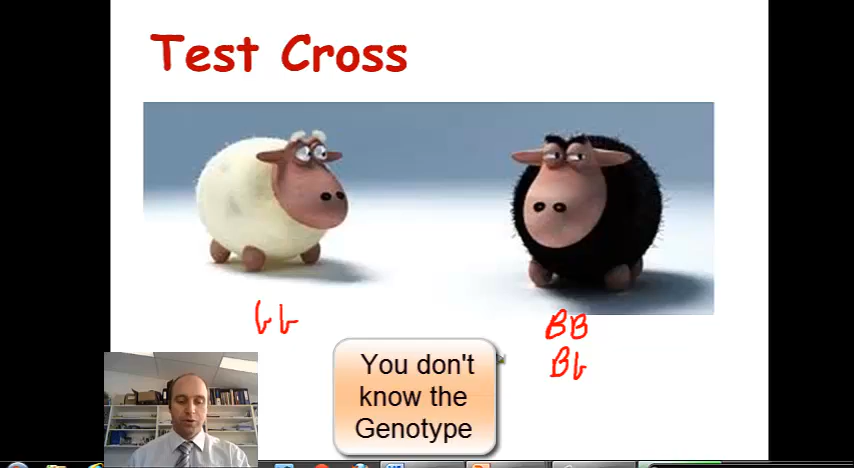 Test Cross
bb
BB
Bb
You don't
know the
Genotype